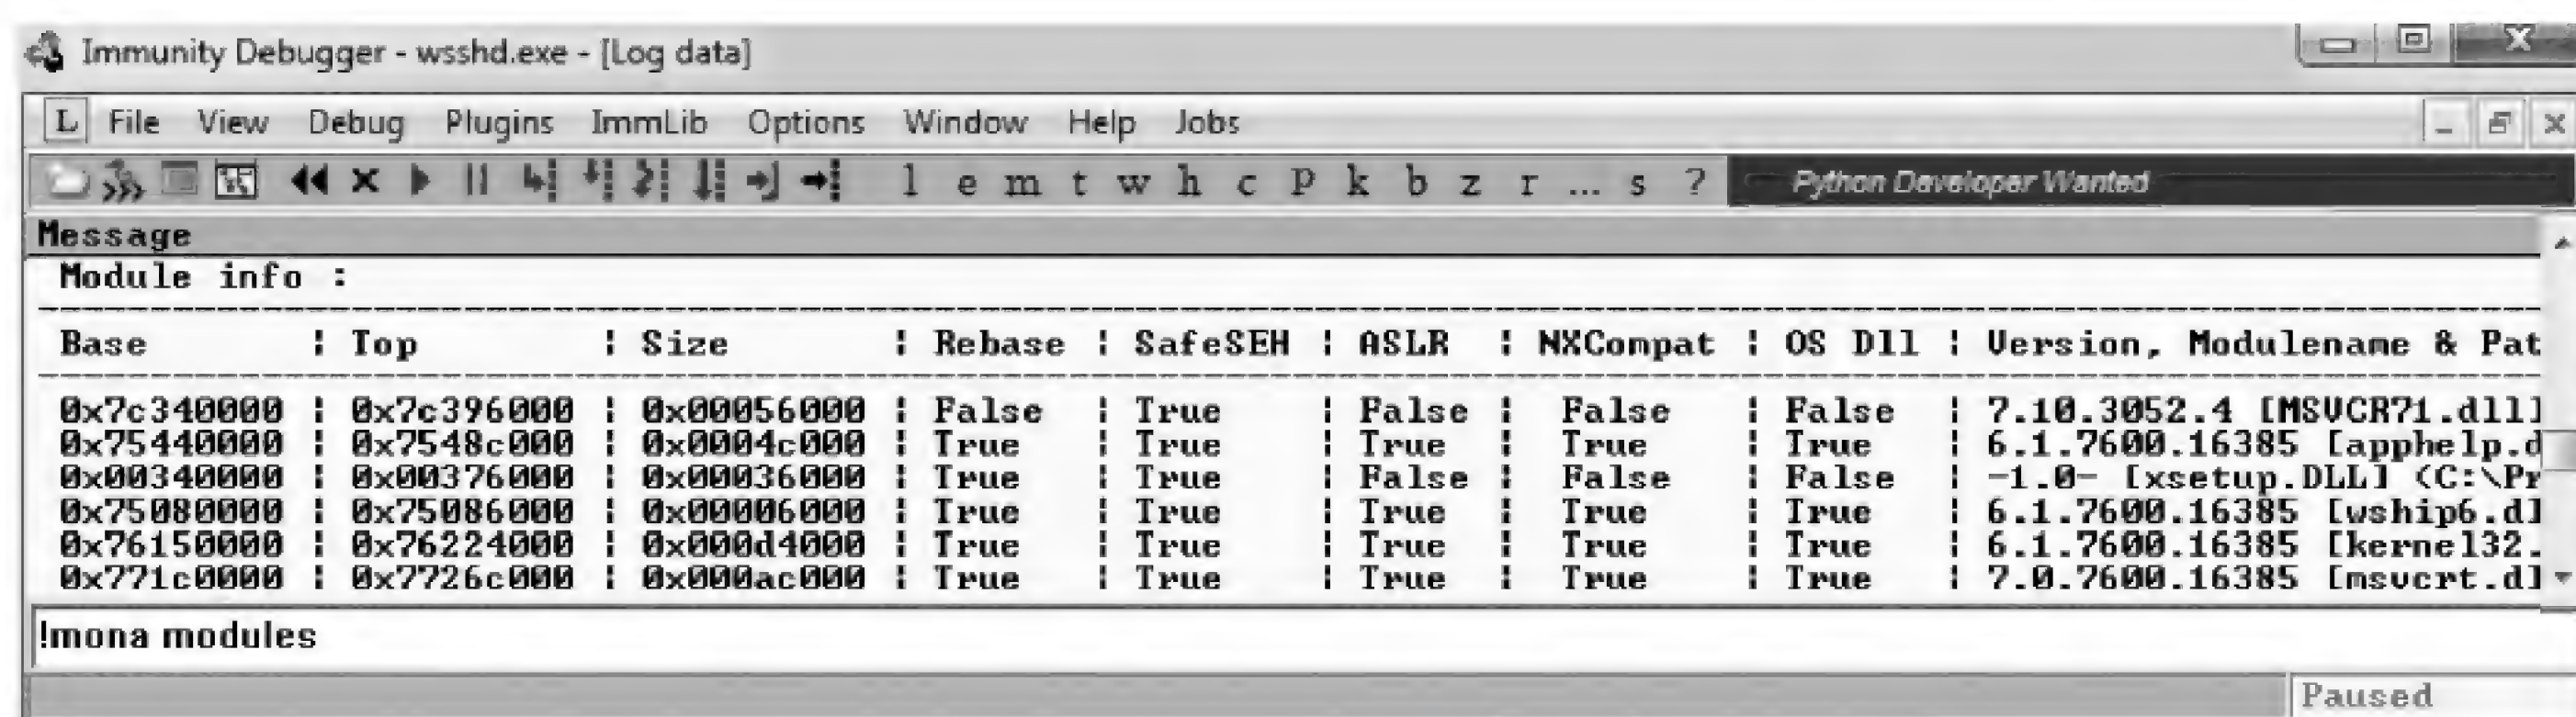 Immunity Debugger - wsshd.exe - [Log data]
L File View Debug Plugins ImmLib Options Window Help Jobs
l e m t w h c P k b z r ... s ? Python Developer Wanted
Message
Module info :
Base | Top | Size | Rebase | SafeSEH | ASLR | NXCompat | OS Dll | Version, Modulename & Pat
0x7c340000 | 0x7c396000 | 0x00056000 | False | True | False | False | False | 7.10.3052.4 [MSVCR71.dll]
0x75440000 | 0x7548c000 | 0x0004c000 | True | True | True | True | True | 6.1.7600.16385 [apphelp.d
0x00340000 | 0x00376000 | 0x00036000 | True | True | False | False | False | -1.0- [xsetup.DLL] (C:\Pr
0x75080000 | 0x75086000 | 0x00006000 | True | True | True | True | True | 6.1.7600.16385 [wship6.dl
0x76150000 | 0x76224000 | 0x000d4000 | True | True | True | True | True | 6.1.7600.16385 [kernel32.
0x771c0000 | 0x7726c000 | 0x000ac000 | True | True | True | True | True | 7.0.7600.16385 [msvcrt.dl
!mona modules
Paused